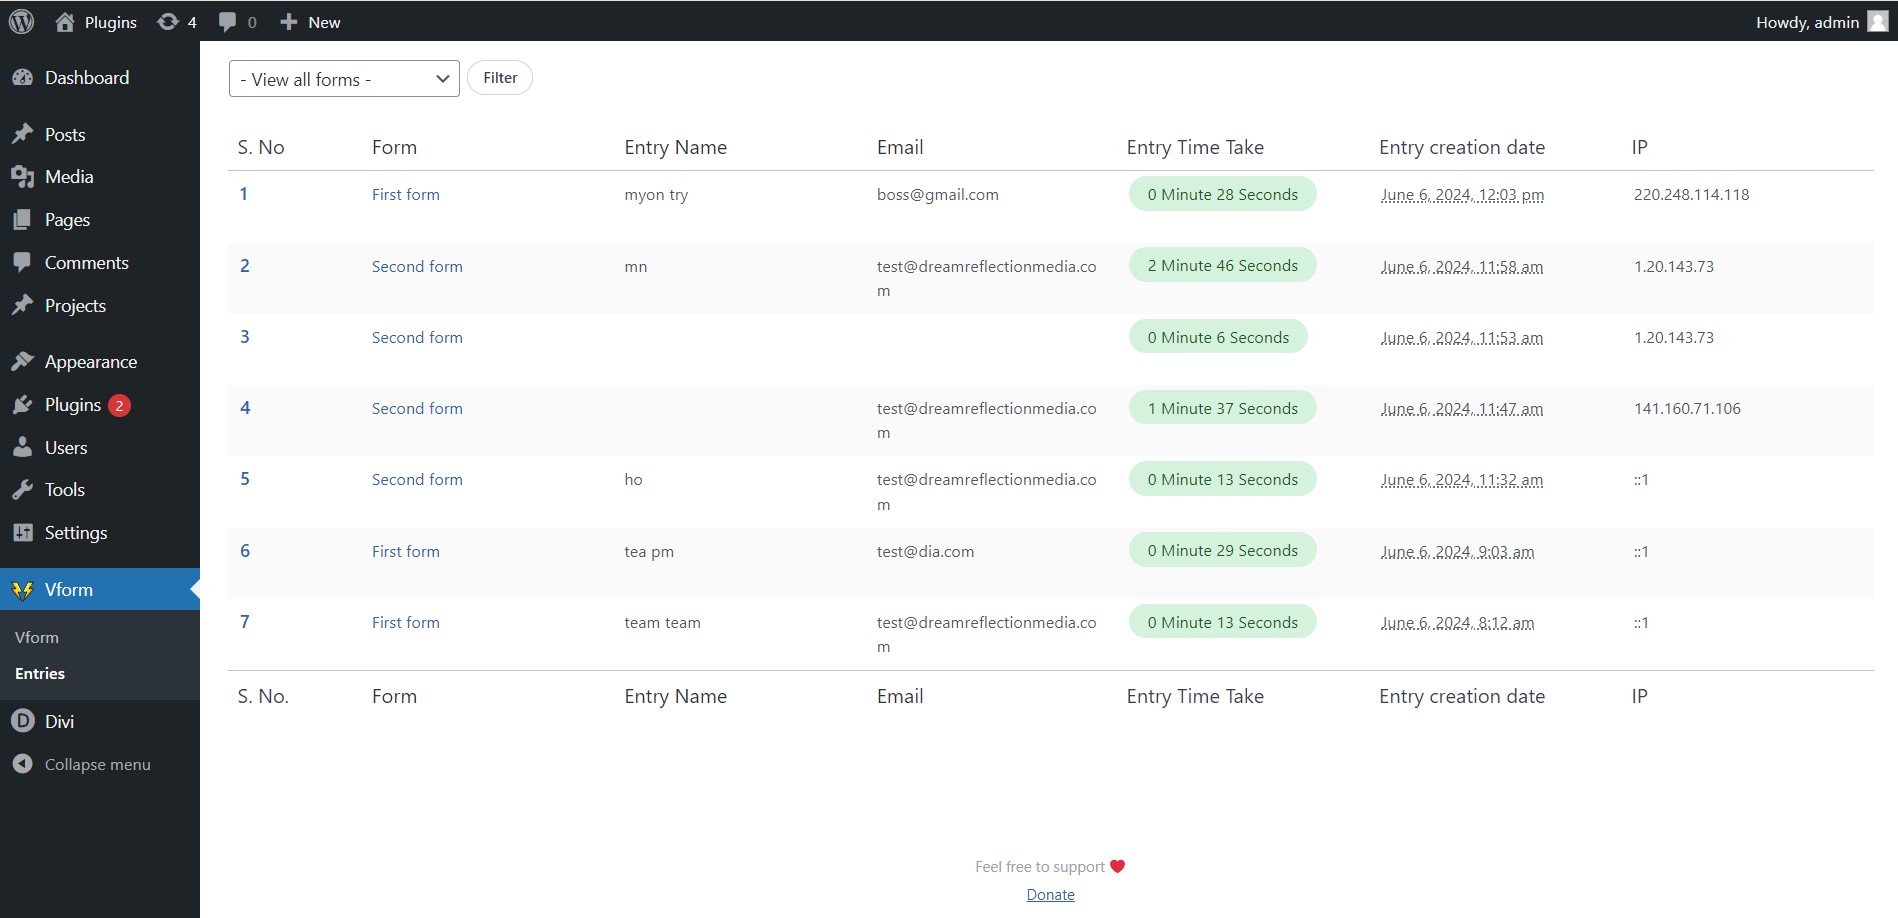 Plugins 4 0 New Howdy, admin
Dashboard
Posts
Media
Pages
Comments
Projects
Appearance
Plugins 2
Users
Tools
Settings
Vform
Vform
Entries
D Divi
Collapse menu
- View all forms - Filter
S. No Form Entry Name Email Entry Time Take Entry creation date IP
1 First form myon try boss@gmail.com 0 Minute 28 Seconds June 6, 2024, 12:03 pm 220.248.114.118
2 Second form mn test@dreamreflectionmedia.co 2 Minute 46 Seconds June 6, 2024, 11:58 am 1.20.143.73
m
3 Second form 0 Minute 6 Seconds June 6, 2024, 11:53 am 1.20.143.73
4 Second form test@dreamreflectionmedia.co 1 Minute 37 Seconds June 6, 2024, 11:47 am 141.160.71.106
m
5 Second form ho test@dreamreflectionmedia.co 0 Minute 13 Seconds June 6, 2024, 11:32 am ::1
m
6 First form tea pm test@dia.com 0 Minute 29 Seconds June 6, 2024, 9:03 am ::1
7 First form team team test@dreamreflectionmedia.co 0 Minute 13 Seconds June 6, 2024, 8:12 am ::1
m
S. No. Form Entry Name Email Entry Time Take Entry creation date IP
Feel free to support ❤
Donate